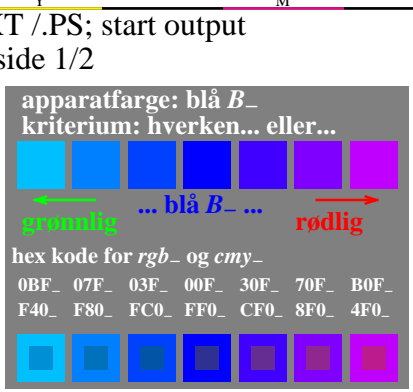 Y M
XT /.PS; start output
side 1/2
apparatfarge: blå B_
kriterium: hverken... eller...
... blå B_ ...
grønnlig rødlig
hex kode for rgb_ og cmy_
0BF_ 07F_ 03F_ 00F_ 30F_ 70F_ B0F_
F40_ F80_ FC0_ FF0_ CF0_ 8F0_ 4F0_